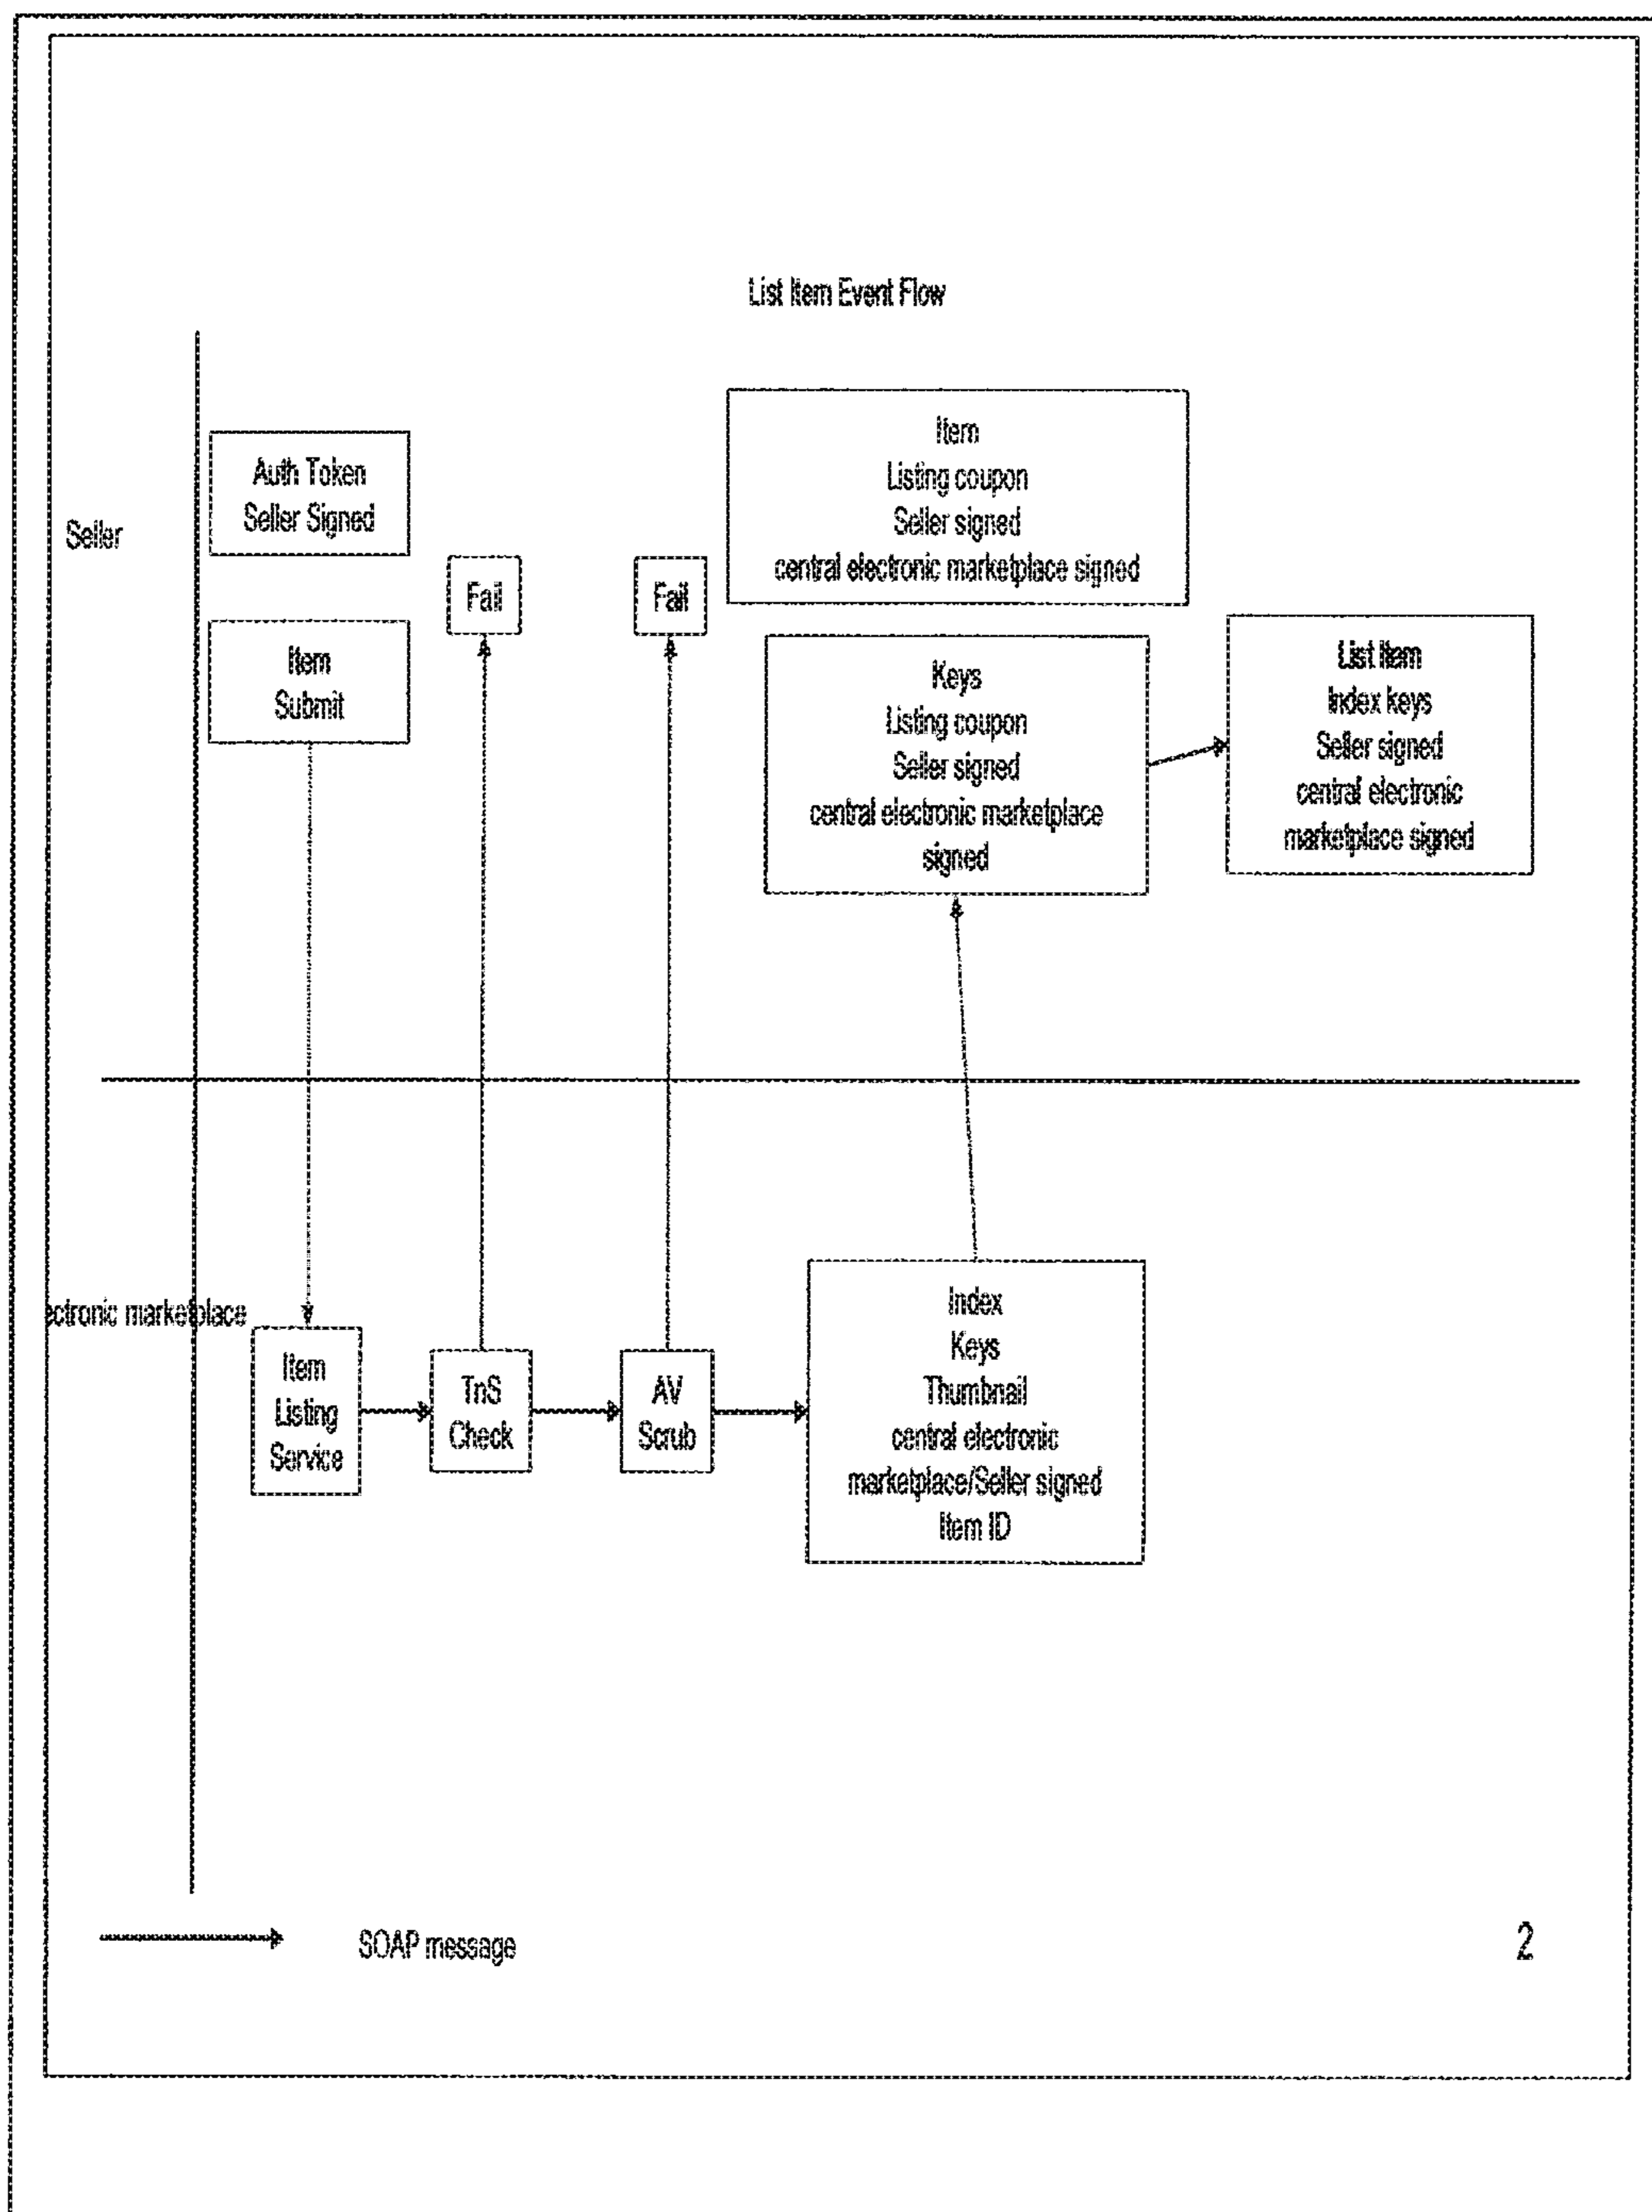 List Item Event Flow
Seller
Auth Token
Seller Signed
Item
Submit
Fail
Fail
Item
Listing coupon
Seller signed
central electronic marketplace signed
Keys
Listing coupon
Seller signed
central electronic marketplace
signed
List Item
Index keys
Seller signed
central electronic
marketplace signed
ectronic marketplace
Item
Listing
Service
TnS
Check
AV
Scrub
Index
Keys
Thumbnail
central electronic
marketplace/Seller signed
Item ID
SOAP message
2